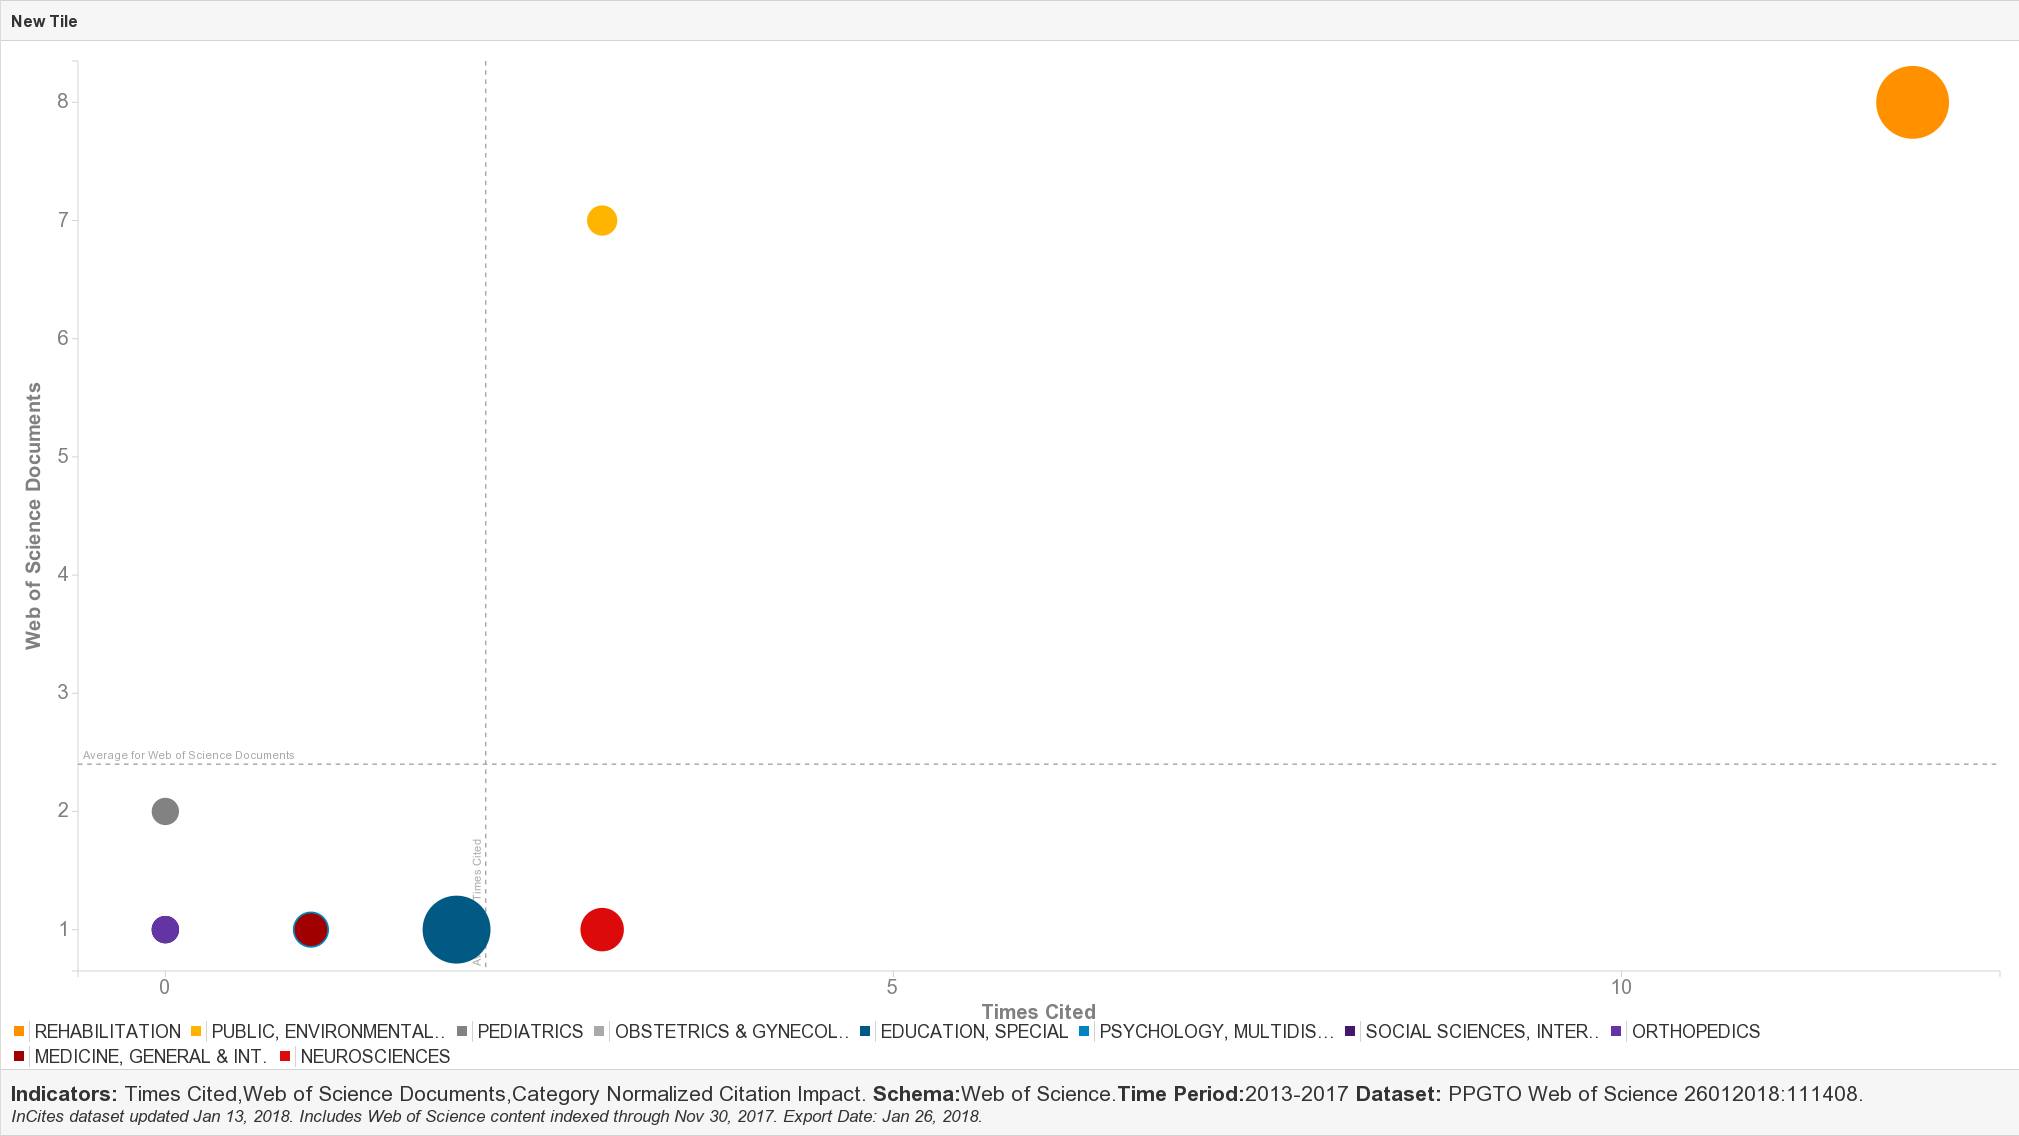 New Tile
8
7
6
5
4
3
2
1
Web of Science Documents
Average for Web of Science Documents
Times Cited
0
5
10
Times Cited
REHABILITATION PUBLIC, ENVIRONMENTAL.. PEDIATRICS OBSTETRICS & GYNECOL.. EDUCATION, SPECIAL PSYCHOLOGY, MULTIDIS... SOCIAL SCIENCES, INTER.. ORTHOPEDICS
MEDICINE, GENERAL & INT. NEUROSCIENCES
Indicators: Times Cited,Web of Science Documents,Category Normalized Citation Impact. Schema:Web of Science.Time Period:2013-2017 Dataset: PPGTO Web of Science 26012018:111408.
InCites dataset updated Jan 13, 2018. Includes Web of Science content indexed through Nov 30, 2017. Export Date: Jan 26, 2018.